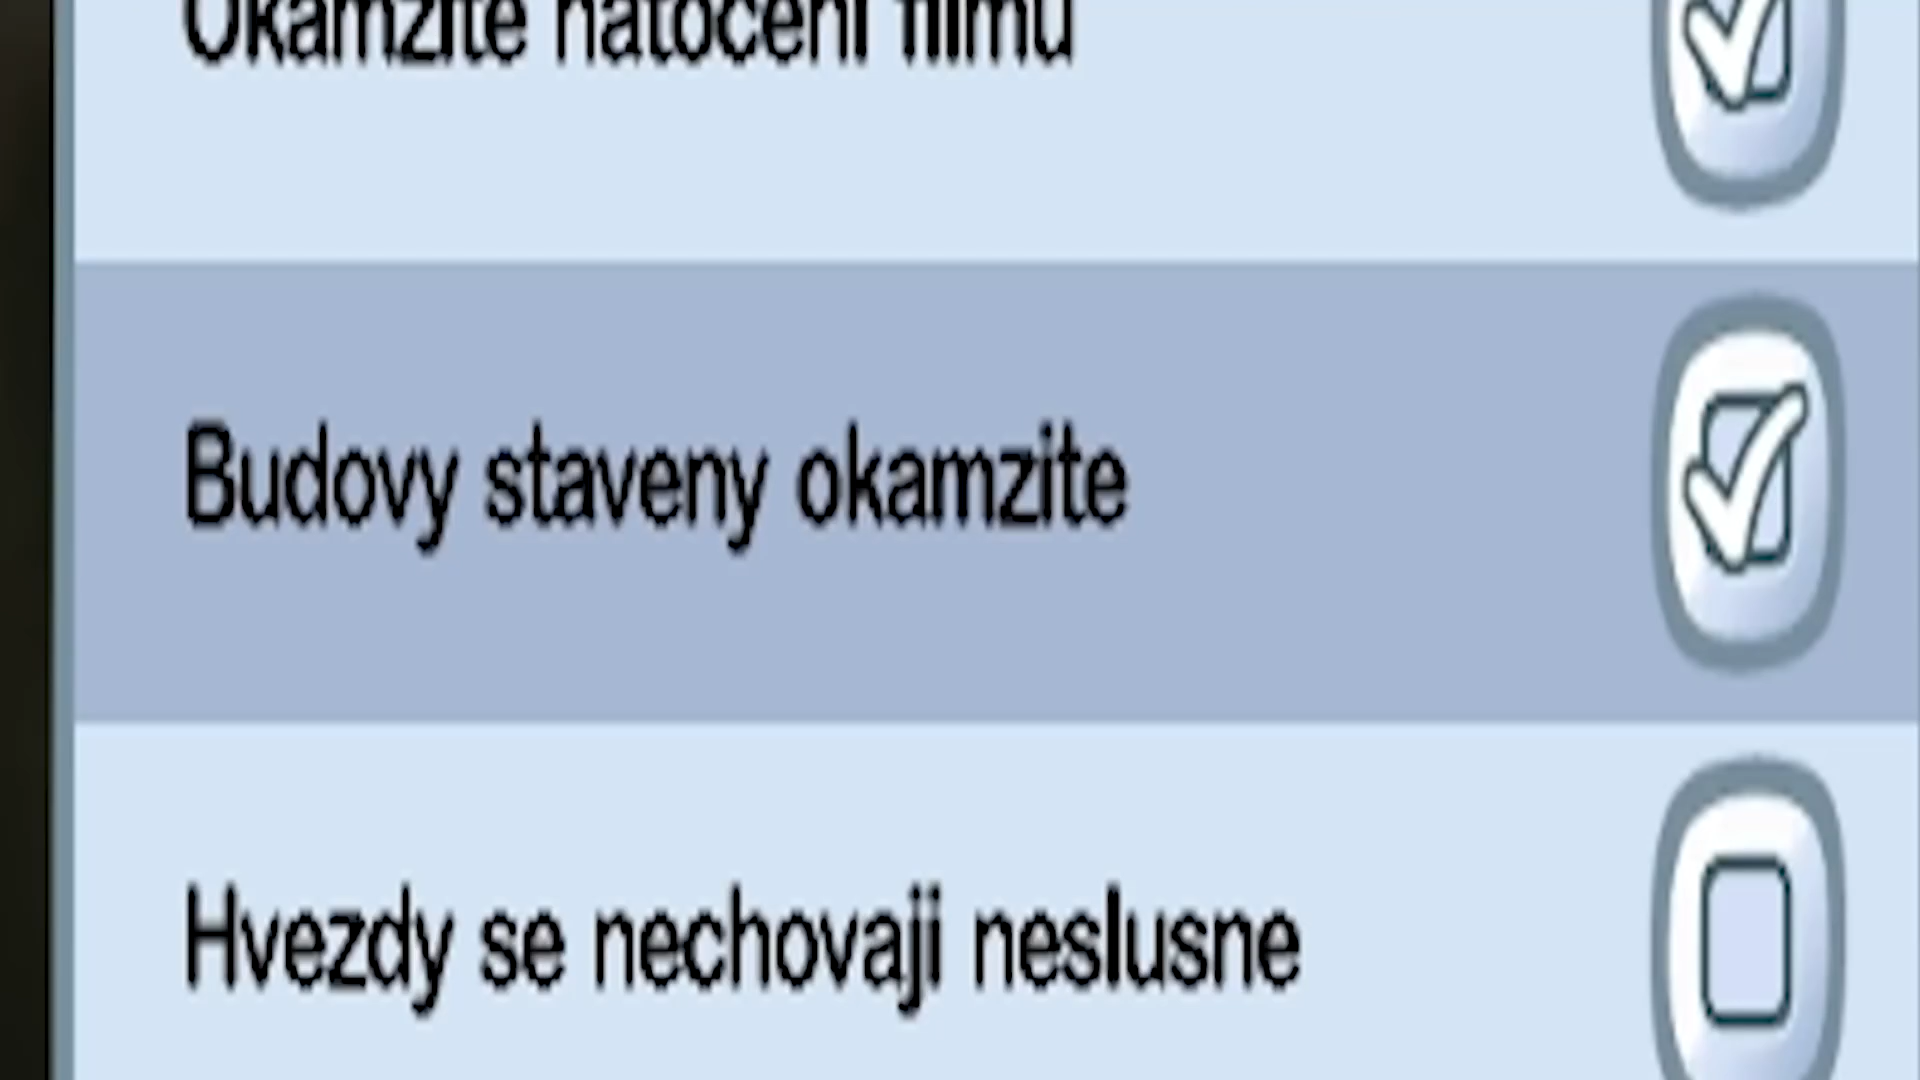 Okamzite natoceni filmu
Budovy staveny okamzite
Hvezdy se nechovaji neslusne